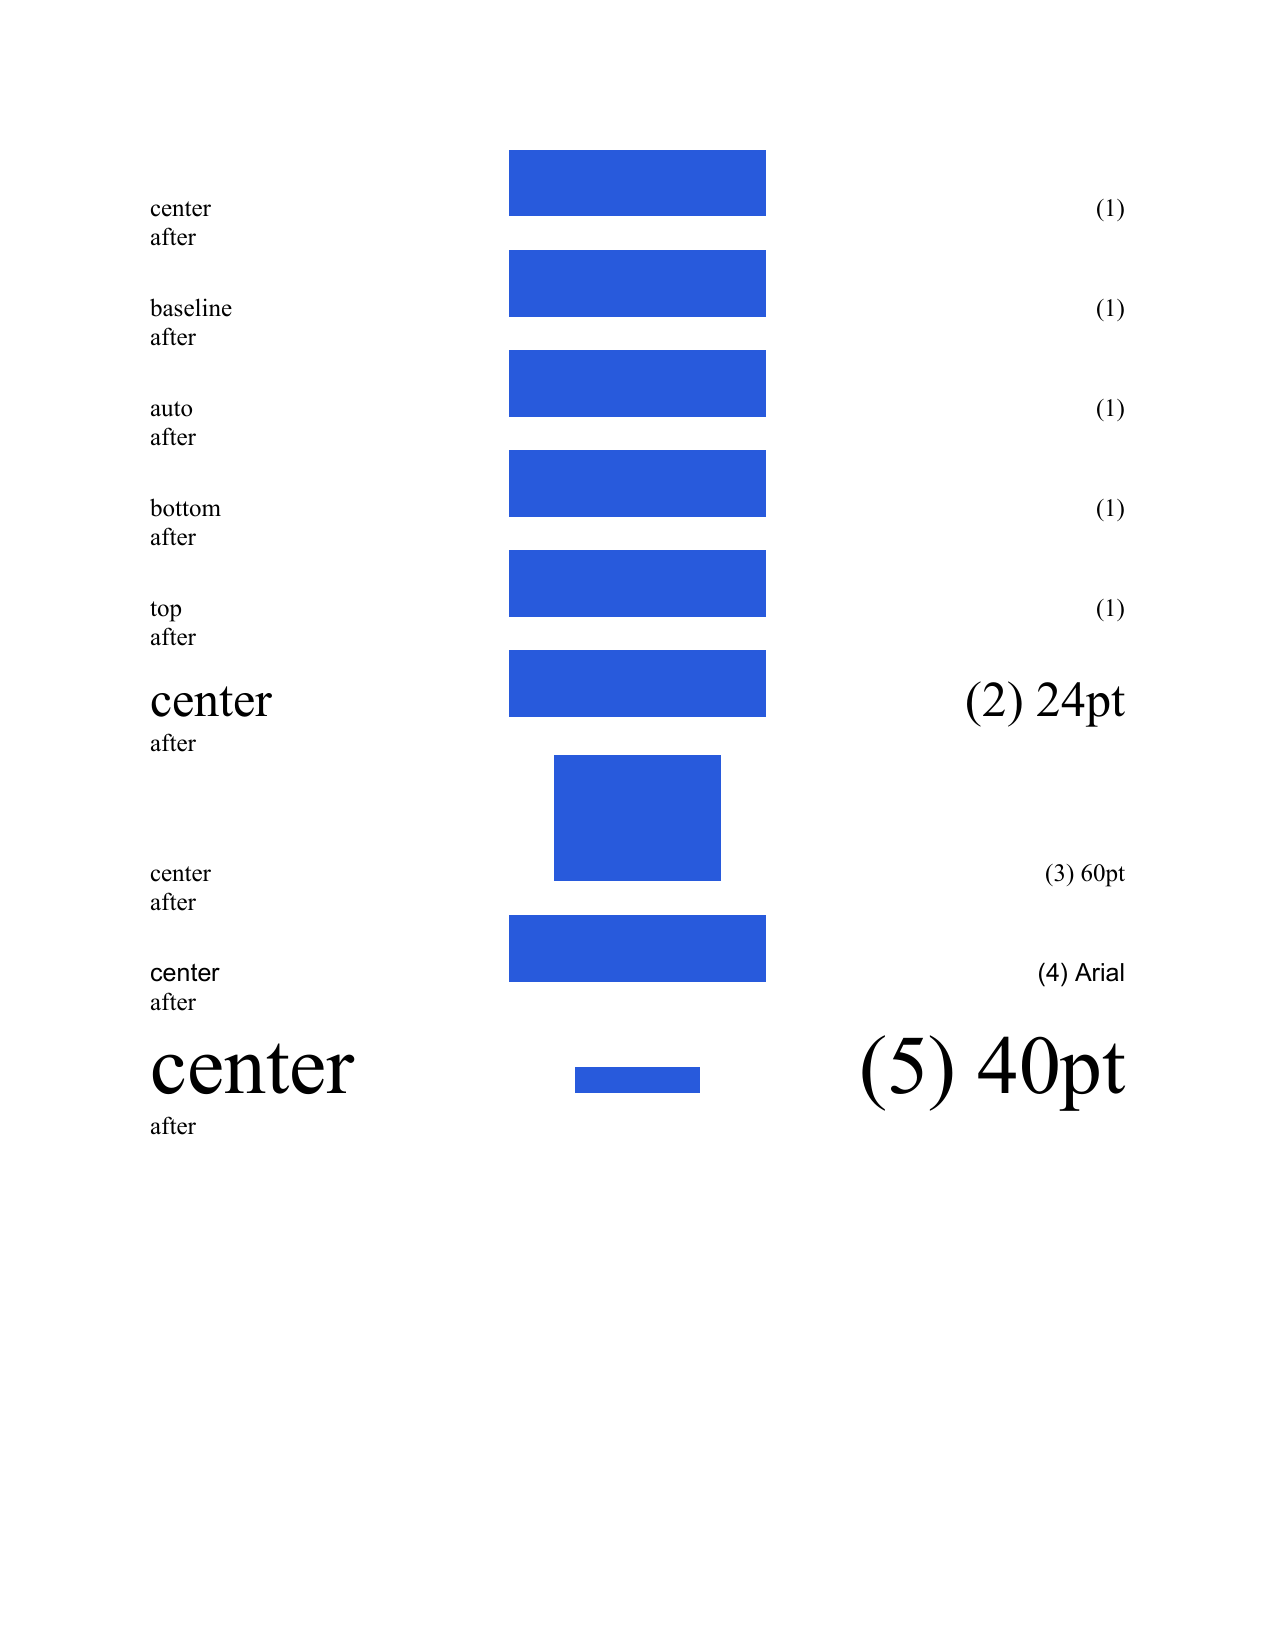 center (1)
after
baseline (1)
after
auto (1)
after
bottom (1)
after
top (1)
after
center (2) 24pt
after
center (3) 60pt
after
center (4) Arial
after
center (5) 40pt
after